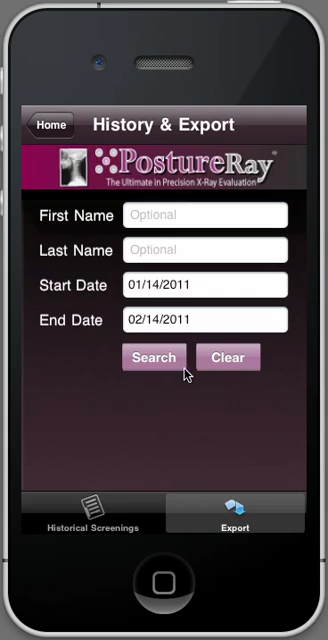 Home
History & Export
PostureRay®
The Ultimate in Precision X-Ray Evaluation
First Name Optional
Last Name Optional
Start Date 01/14/2011
End Date 02/14/2011
Search Clear
Historical Screenings Export